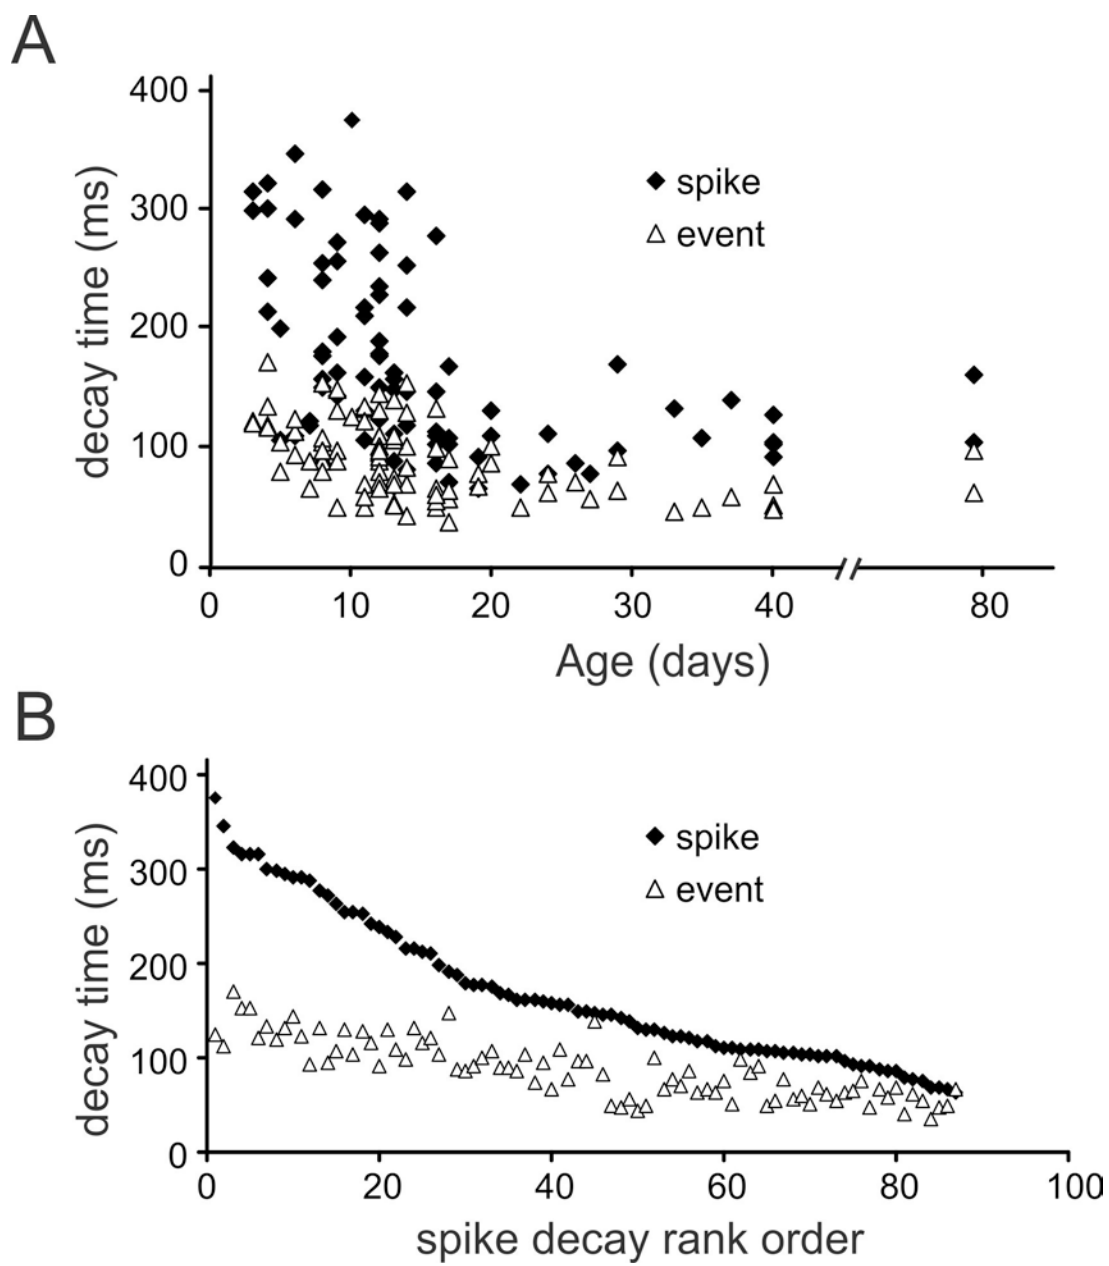 A
400
300
200
100
0
decay time (ms)
spike
event
0 10 20 30 40 80
Age (days)
B
400
300
200
100
0
decay time (ms)
spike
event
0 20 40 60 80 100
spike decay rank order